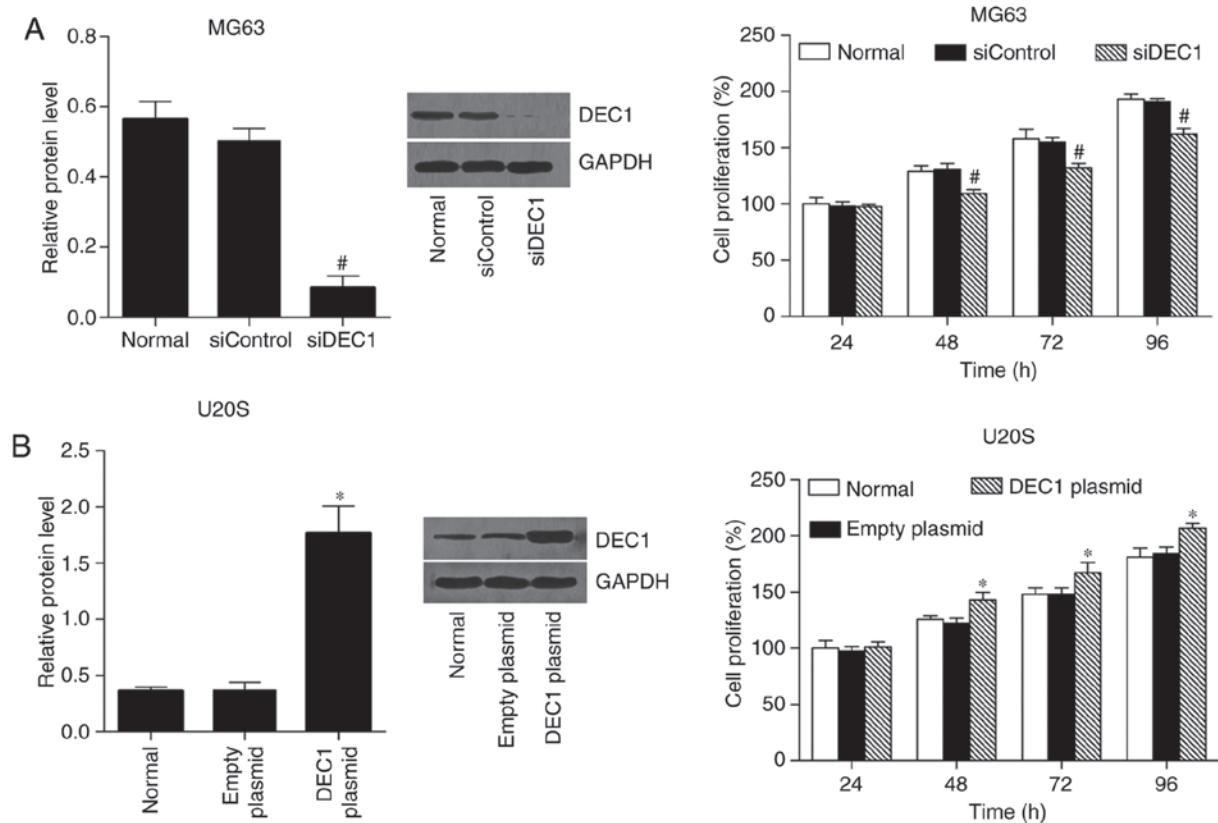 A
MG63
Relative protein level
0.8
0.6
0.4
0.2
0.0
#
Normal
siControl
siDEC1
DEC1
GAPDH
Normal
siControl
siDEC1
MG63
Cell proliferation (%)
250
200
150
100
50
0
Normal
siControl
siDEC1
#
#
#
24
48
72
96
Time (h)
B
U20S
Relative protein level
2.5
2.0
1.5
1.0
0.5
0.0
*
Normal
Empty
plasmid
DEC1
plasmid
DEC1
GAPDH
Normal
Empty plasmid
DEC1 plasmid
U20S
Cell proliferation (%)
250
200
150
100
50
0
Normal
DEC1 plasmid
Empty plasmid
*
*
*
24
48
72
96
Time (h)